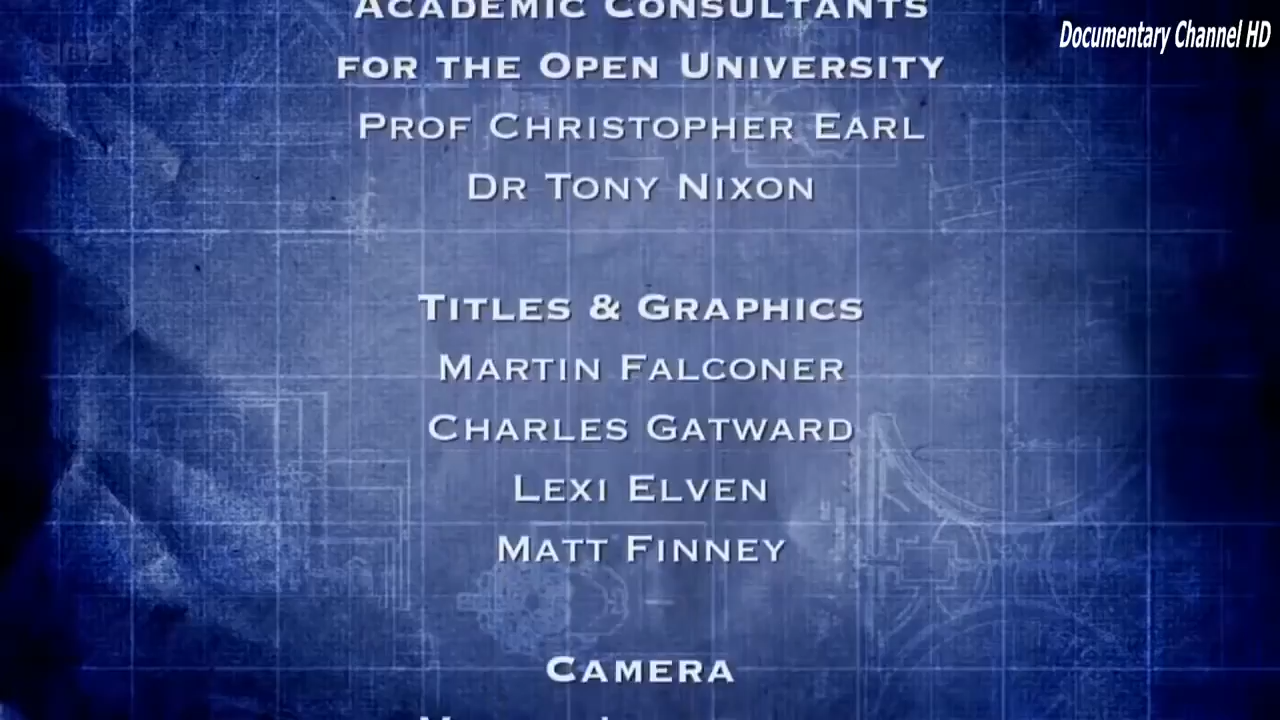 Academic Consultants
Documentary Channel HD
for the Open University
Prof Christopher Earl
Dr Tony Nixon
Titles & Graphics
Martin Falconer
Charles Gatward
Lexi Elven
Matt Finney
Camera